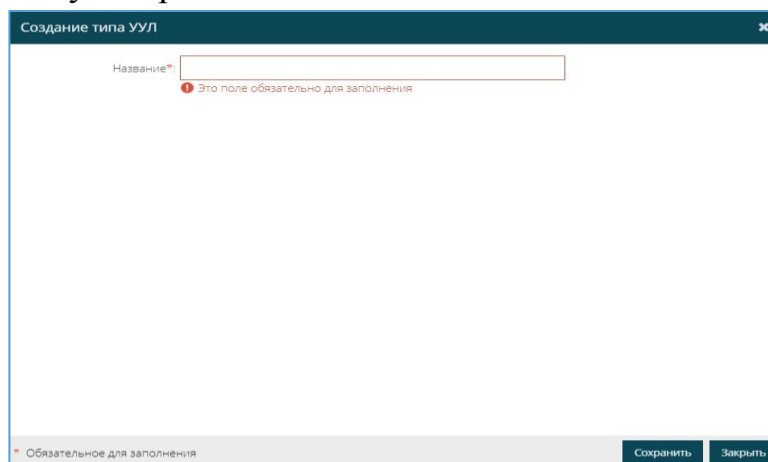 Создание типа УУЛ
Название*:
Это поле обязательно для заполнения
* Обязательное для заполнения
Сохранить Закрыть